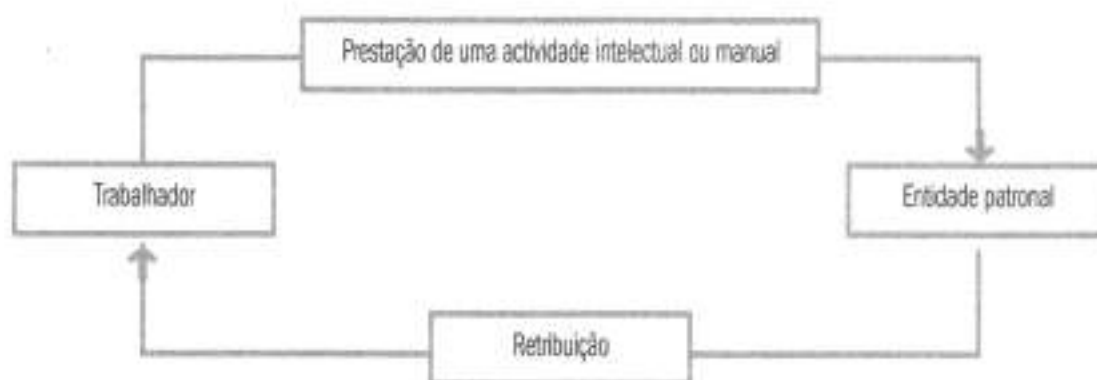 Prestação de uma actividade intelectual ou manual
Trabalhador
Entidade patronal
Retribuição